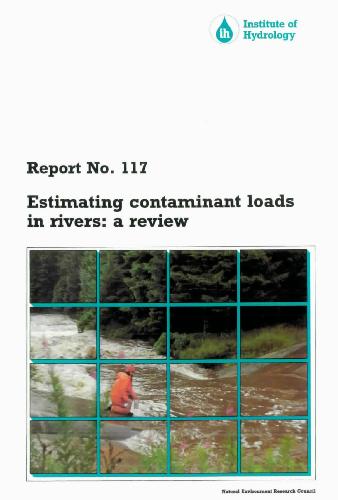 ih
Institute of
Hydrology
Report No. 117
Estimating contaminant loads
in rivers: a review
Natural Environment Research Council